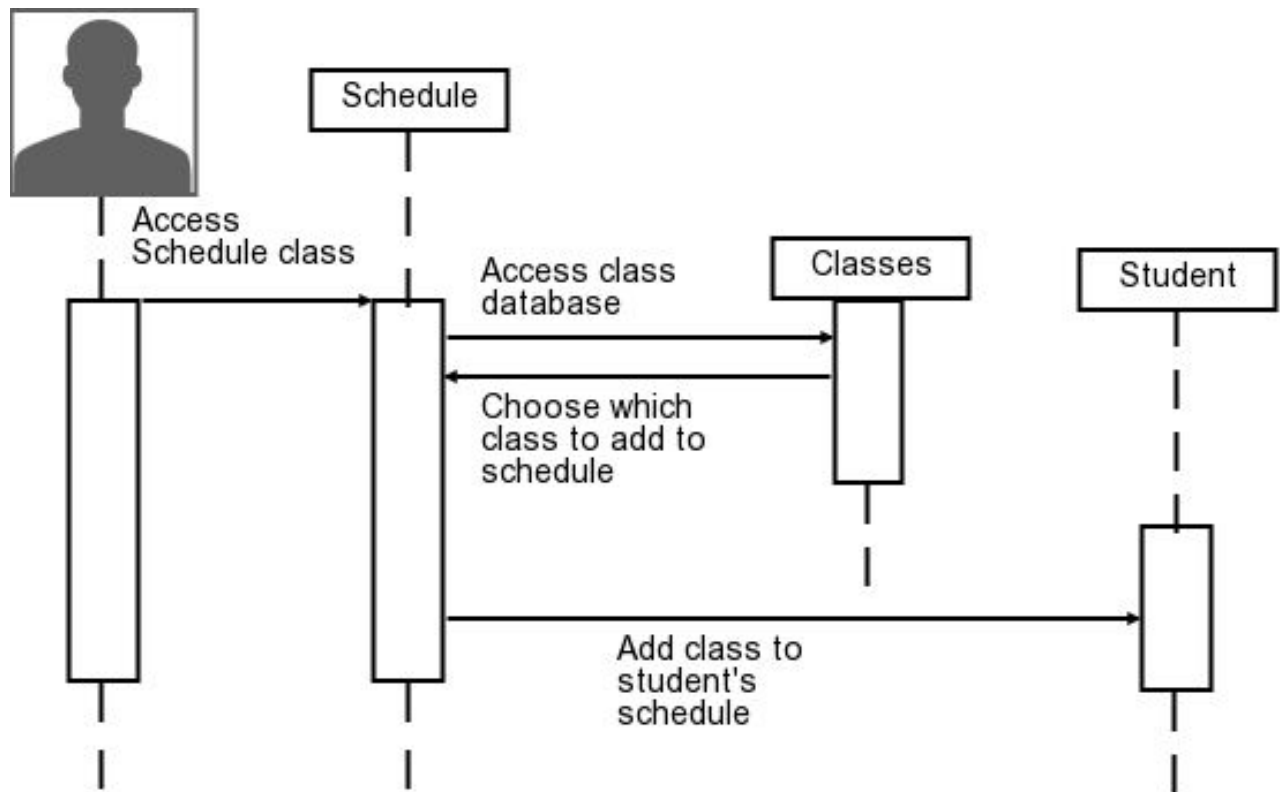 Schedule
Access
Schedule class
Classes
Access class
database
Student
Choose which
class to add to
schedule
Add class to
student's
schedule